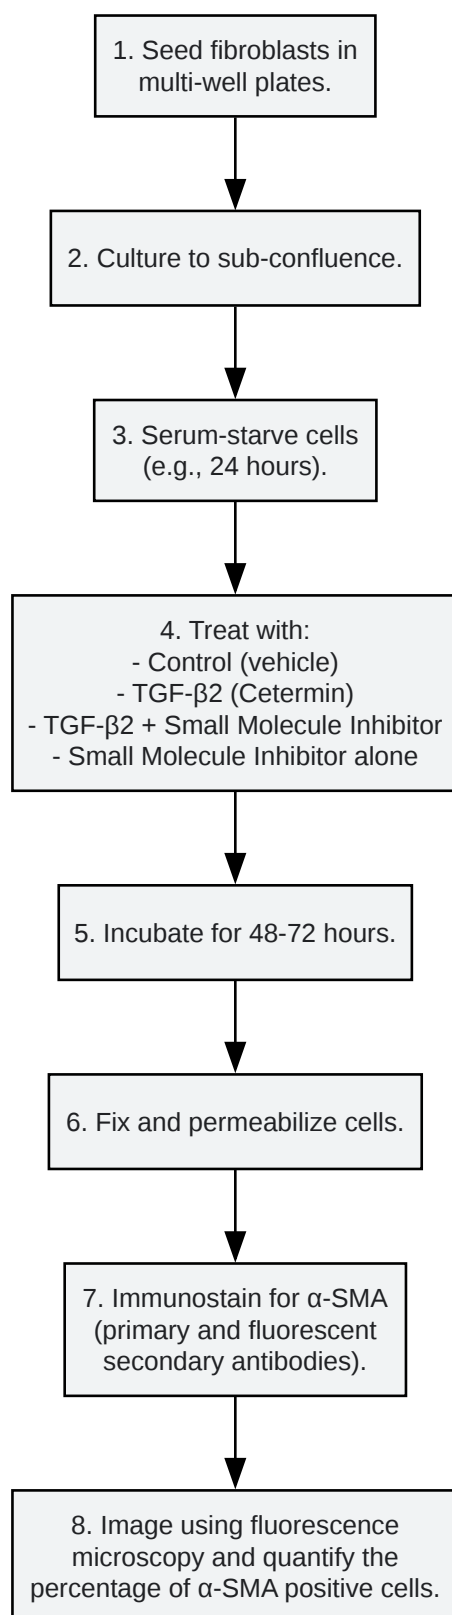 1. Seed fibroblasts in
multi-well plates.
2. Culture to sub-confluence.
3. Serum-starve cells
(e.g., 24 hours).
4. Treat with:
- Control (vehicle)
- TGF-β2 (Cetermin)
- TGF-β2 + Small Molecule Inhibitor
- Small Molecule Inhibitor alone
5. Incubate for 48-72 hours.
6. Fix and permeabilize cells.
7. Immunostain for α-SMA
(primary and fluorescent
secondary antibodies).
8. Image using fluorescence
microscopy and quantify the
percentage of α-SMA positive cells.